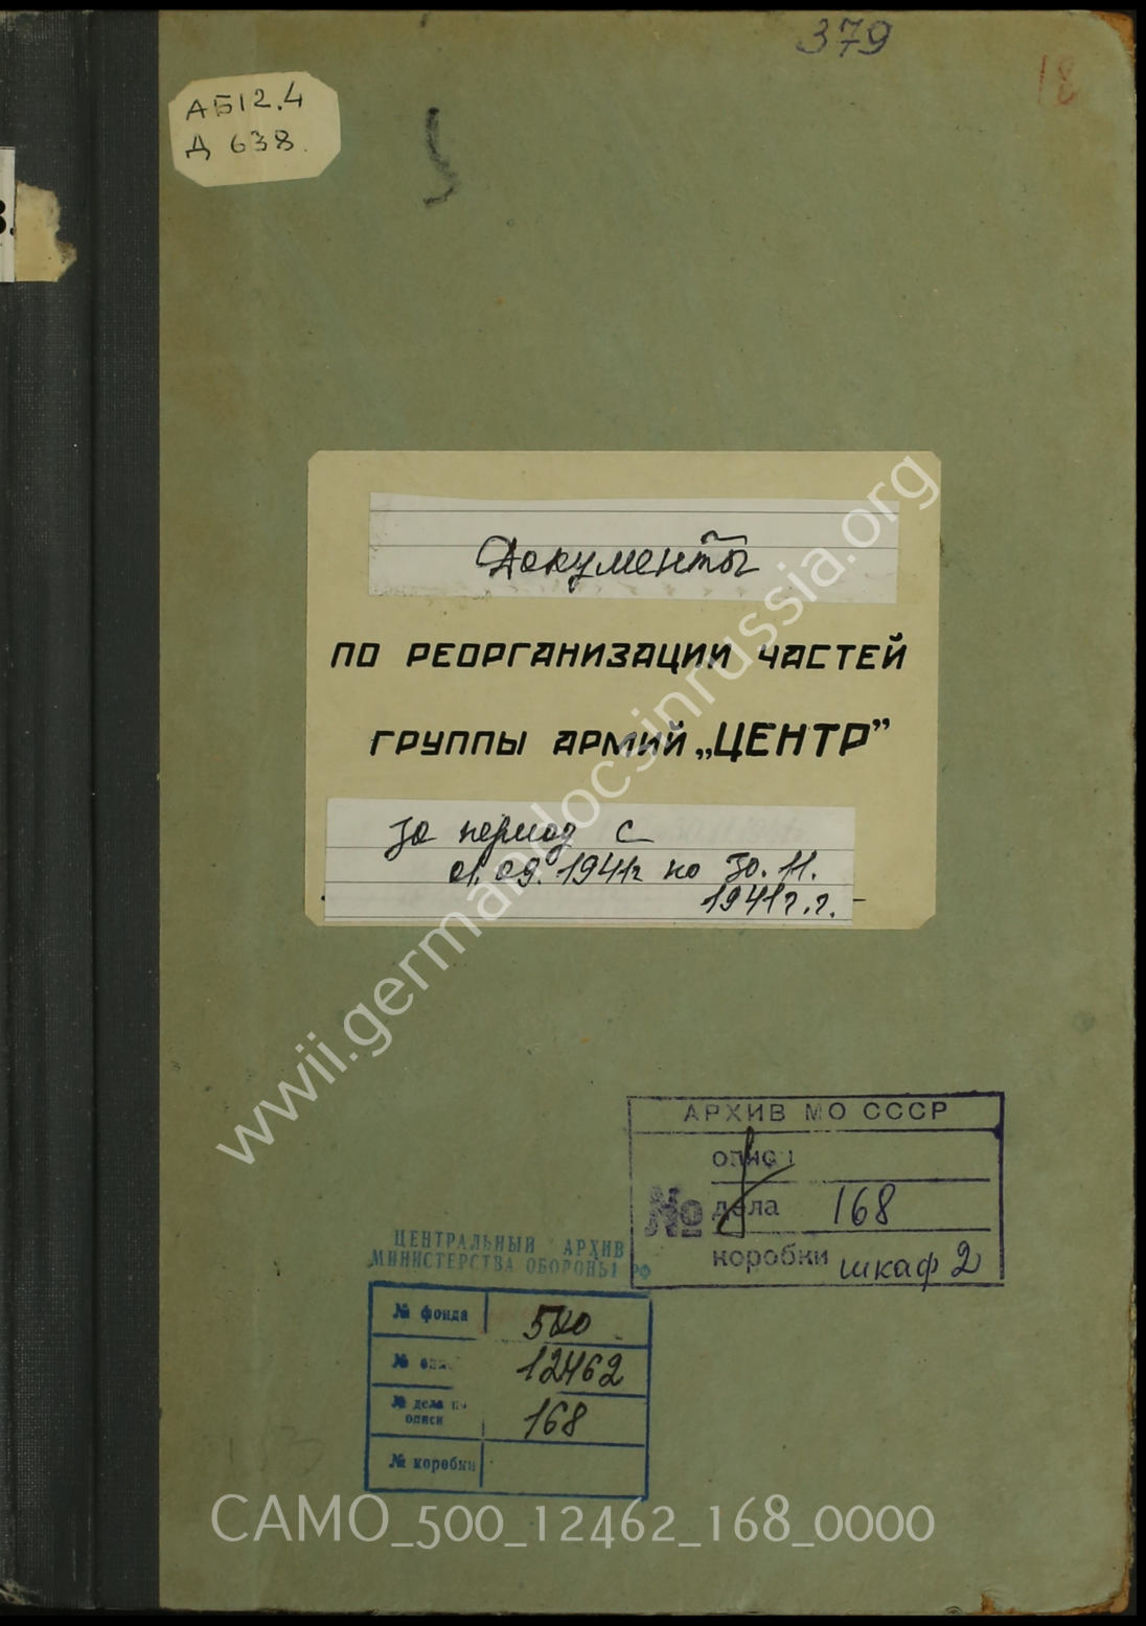 379
18
АБ12.4
Д 638.
Документы
ПО РЕОРГАНИЗАЦИИ ЧАСТЕЙ
ГРУППЫ АРМИЙ „ЦЕНТР”
за период с
01.09.1941г по 30.11.
1941г.г.
www.germandocsinrussia.org
АРХИВ МО СССР
описи
№ дела 168
коробки шкаф 2
ЦЕНТРАЛЬНЫЙ АРХИВ
МИНИСТЕРСТВА ОБОРОНЫ РФ
№ фонда 500
№ 12462
№ дела по
описи 168
№ коробки
CAMO_500_12462_168_0000